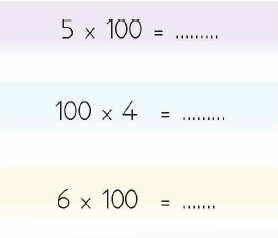 5 x 100 = .........
100 x 4 = .........
6 x 100 = .......